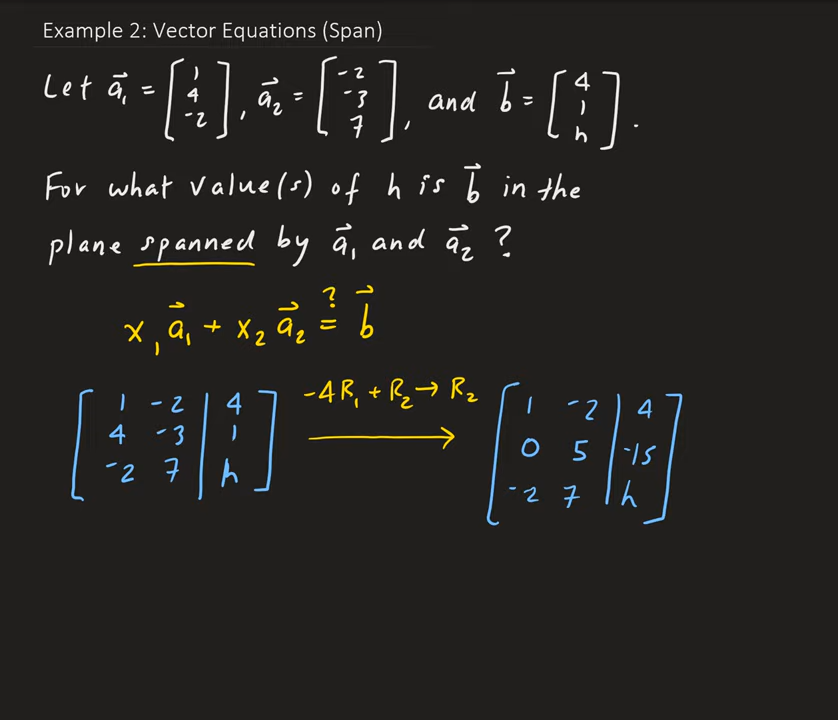 Example 2: Vector Equations (Span)
Let a⃗₁ = [1 4 -2], a⃗₂ = [-2 -3 7], and b⃗ = [4 1 h].
For what value(s) of h is b⃗ in the
plane spanned by a⃗₁ and a⃗₂ ?
x₁a⃗₁ + x₂a⃗₂ ?= b⃗
[1 -2 | 4
4 -3 | 1
-2 7 | h]
-4R₁ + R₂ → R₂
[1 -2 | 4
0 5 | -15
-2 7 | h]